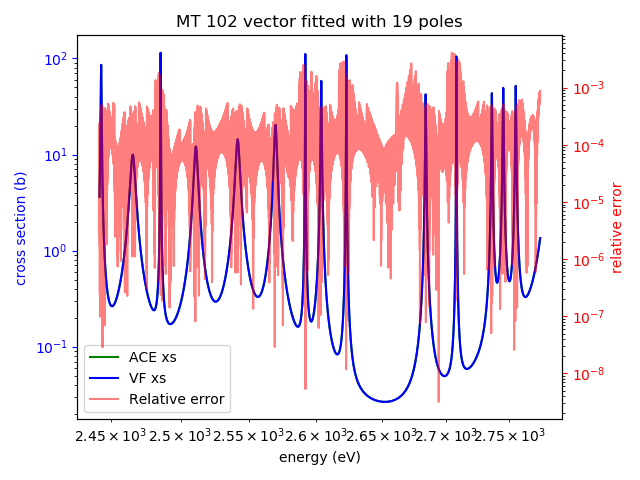 MT 102 vector fitted with 19 poles
10²
10¹
10⁰
10⁻¹
cross section (b)
10⁻³
10⁻⁴
10⁻⁵
10⁻⁶
10⁻⁷
10⁻⁸
relative error
ACE xs
VF xs
Relative error
2.45 × 10³ 2.5 × 10³ 2.55 × 10³ 2.6 × 10³ 2.65 × 10³ 2.7 × 10³ 2.75 × 10³
energy (eV)